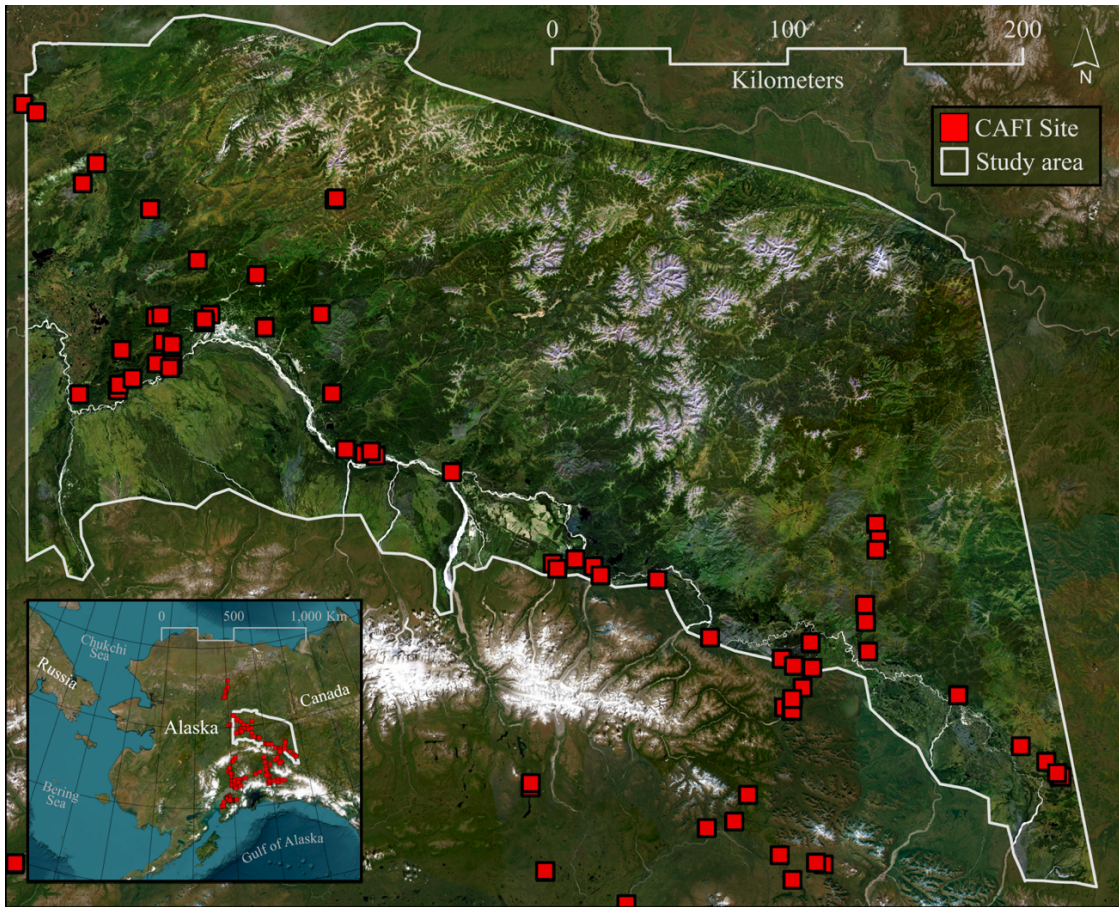 0 100 200
Kilometers
N
CAFI Site
Study area
0 500 1,000 Km
Chukchi
Sea
Russia
Canada
Alaska
Bering
Sea
Gulf of Alaska